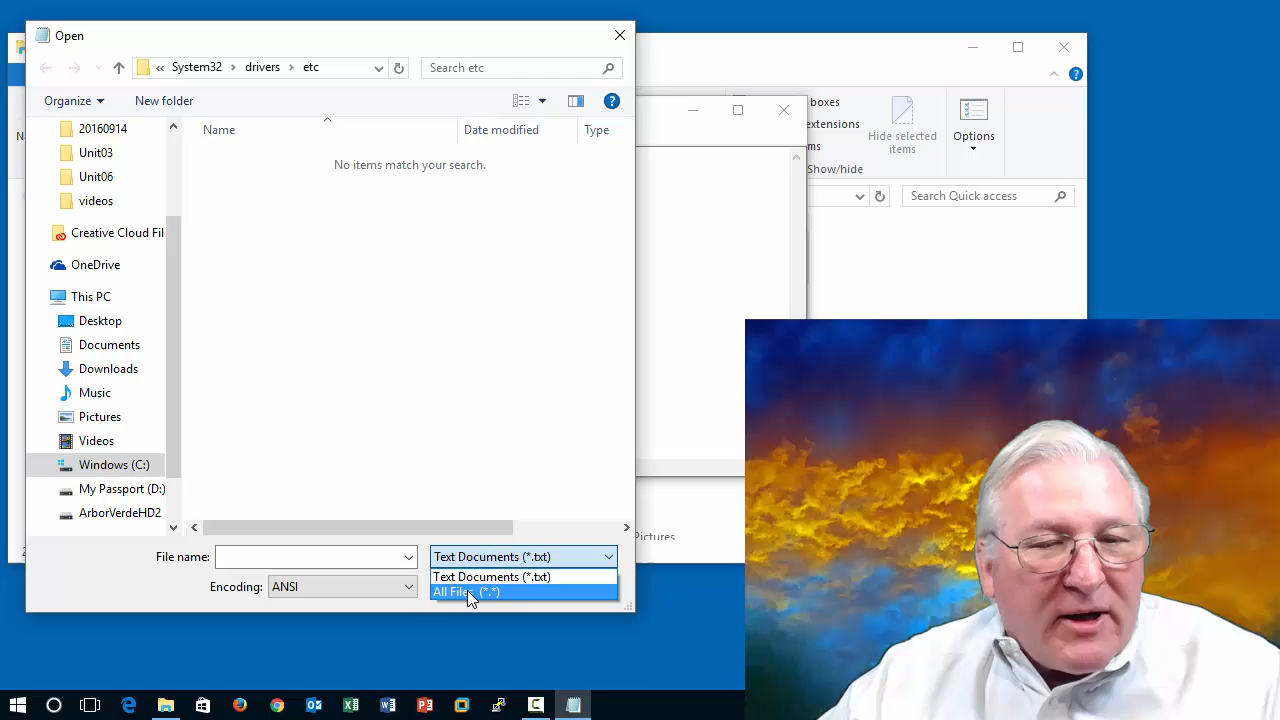 Open
« System32 › drivers › etc
Search etc
Organize
New folder
Name
Date modified
Type
No items match your search.
20160914
Unit03
Unit06
videos
Creative Cloud Fil
OneDrive
This PC
Desktop
Documents
Downloads
Music
Pictures
Videos
Windows (C:)
My Passport (D:)
ArborVerdeHD2
File name:
Text Documents (*.txt)
Text Documents (*.txt)
All Files (*.*)
Encoding:
ANSI
boxes
extensions
ms
Show/hide
Hide selected
items
Options
Search Quick access
Pictures